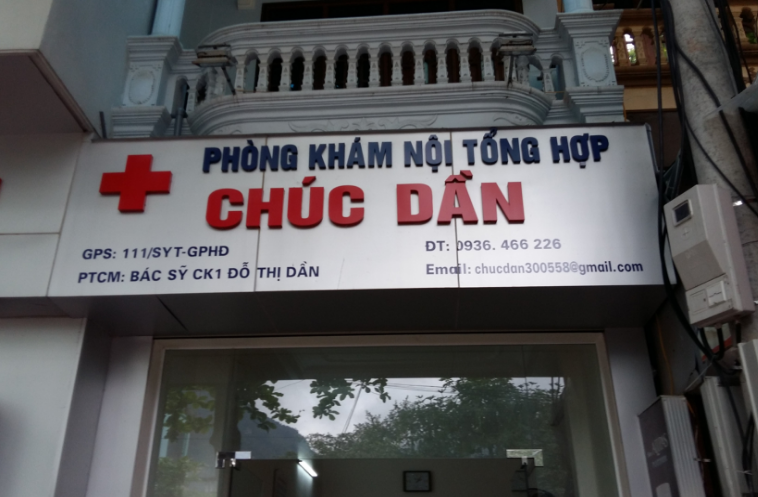 PHÒNG KHÁM NỘI TỔNG HỢP
CHÚC DẦN
GPS: 111/SYT-GPHD
PTCM: BÁC SỸ CK1 ĐỖ THỊ DẦN
ĐT: 0936. 466 226
Email: chucdan300558@gmail.com